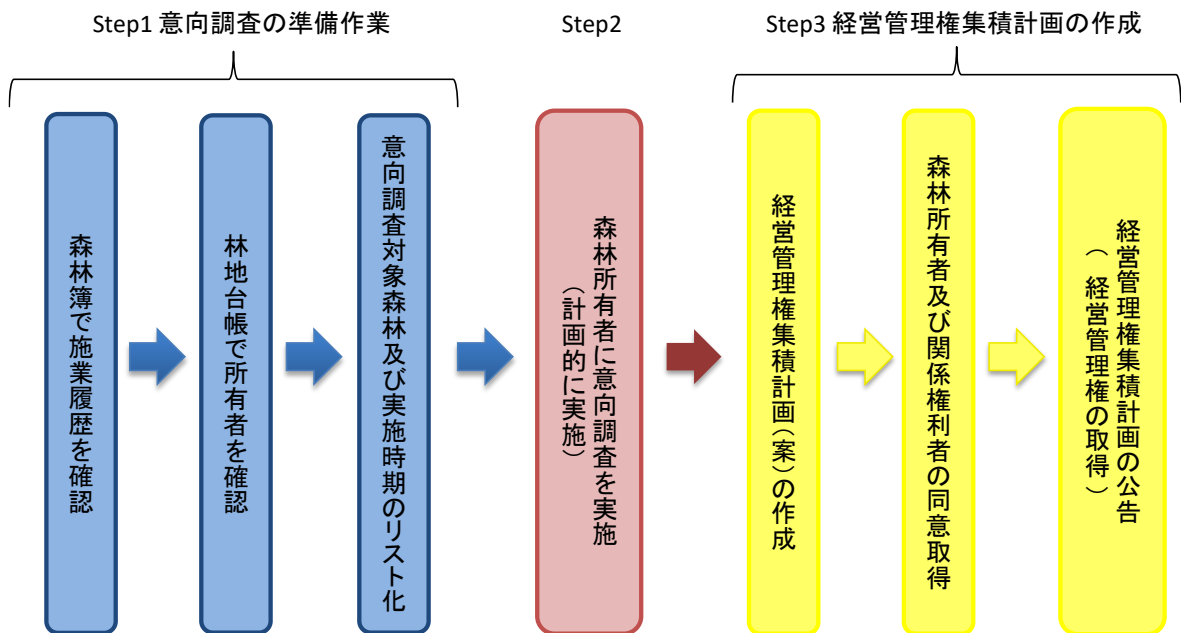 Step1 意向調査の準備作業
Step2
Step3 経営管理権集積計画の作成
森林簿で施業履歴を確認
林地台帳で所有者を確認
意向調査対象森林及び実施時期のリスト化
森林所有者に意向調査を実施
（計画的に実施）
経営管理権集積計画（案）の作成
森林所有者及び関係権利者の同意取得
経営管理権集積計画の公告
（ 経営管理権の取得）